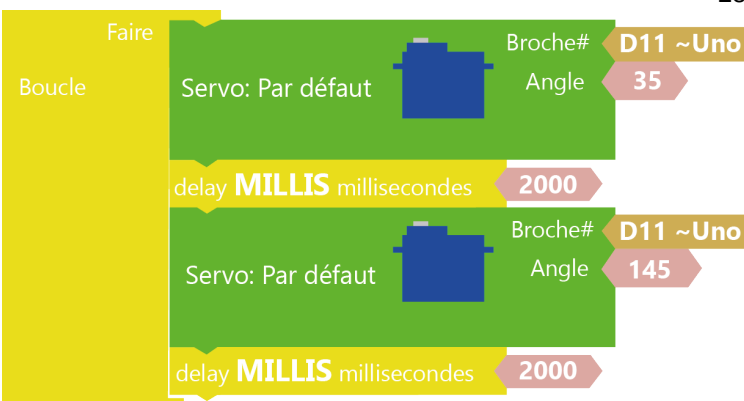 Faire
Boucle
Servo: Par défaut
Broche# D11 ~Uno
Angle 35
delay MILLIS millisecondes 2000
Servo: Par défaut
Broche# D11 ~Uno
Angle 145
delay MILLIS millisecondes 2000